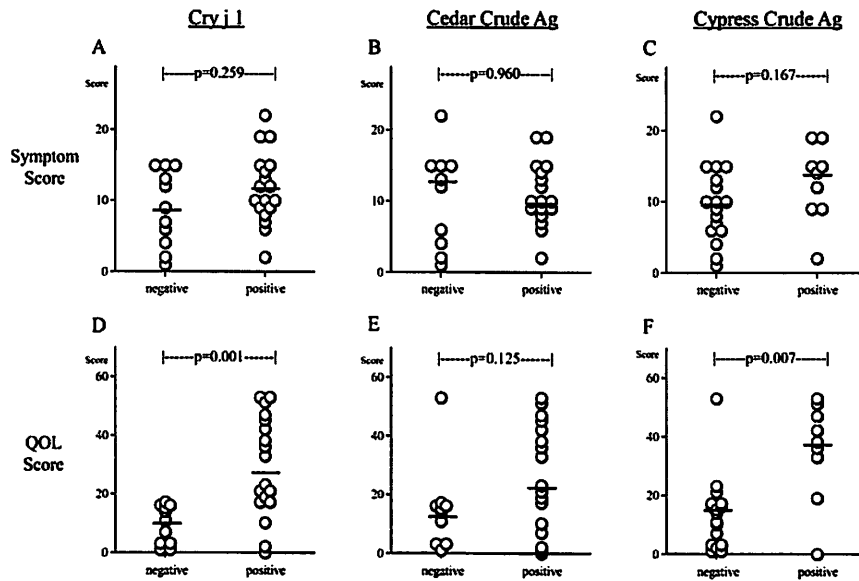 Cry j 1 Cedar Crude Ag Cypress Crude Ag
A B C
Score Score Score
p=0.259 p=0.960 p=0.167
20 20 20
Symptom
Score
10 10 10
0 0 0
negative positive negative positive negative positive
D E F
Score Score Score
p=0.001 p=0.125 p=0.007
60 60 60
40 40 40
QOL
Score
20 20 20
0 0 0
negative positive negative positive negative positive